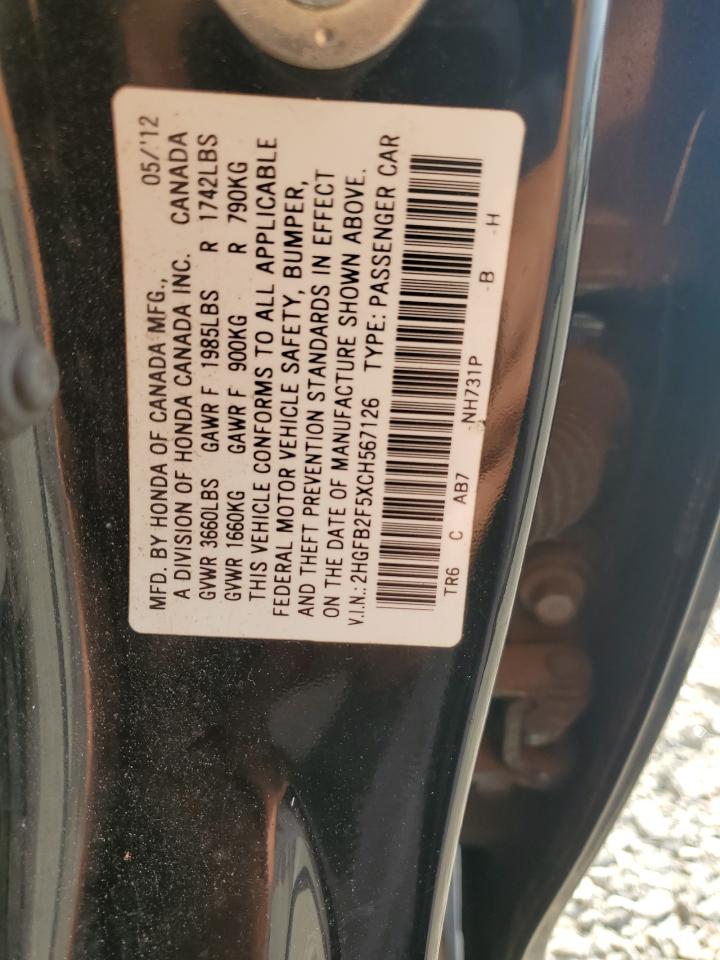 MFD. BY HONDA OF CANADA MFG., 05/'12
A DIVISION OF HONDA CANADA INC. CANADA
GVWR 3660LBS GAWR F 1985LBS R 1742LBS
GVWR 1660KG GAWR F 900KG R 790KG
THIS VEHICLE CONFORMS TO ALL APPLICABLE
FEDERAL MOTOR VEHICLE SAFETY, BUMPER,
AND THEFT PREVENTION STANDARDS IN EFFECT
ON THE DATE OF MANUFACTURE SHOWN ABOVE.
V.I.N.: 2HGFB2F5XCH567126 TYPE: PASSENGER CAR
TR6 C AB7 NH731P -B -H